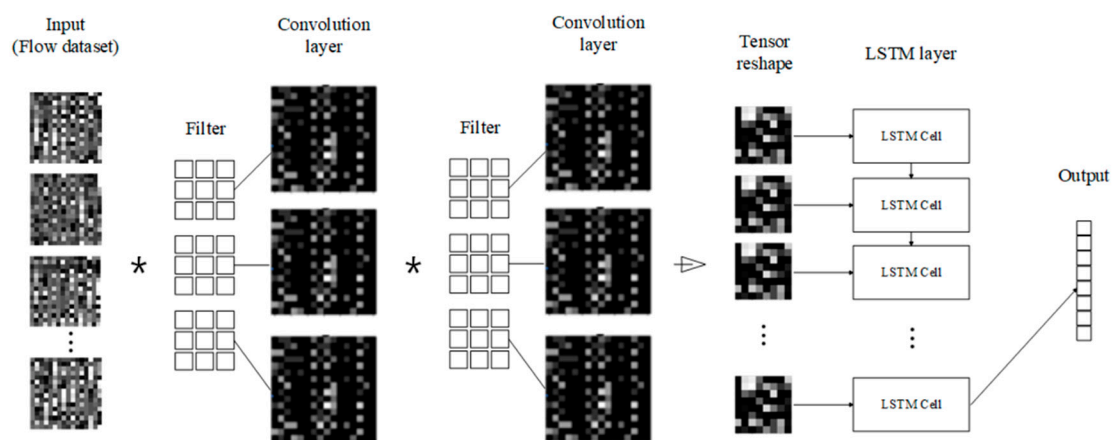 Input
(Flow dataset)
Filter
Convolution
layer
Filter
Convolution
layer
Tensor
reshape
LSTM layer
LSTM Cell
LSTM Cell
LSTM Cell
LSTM Cell
Output